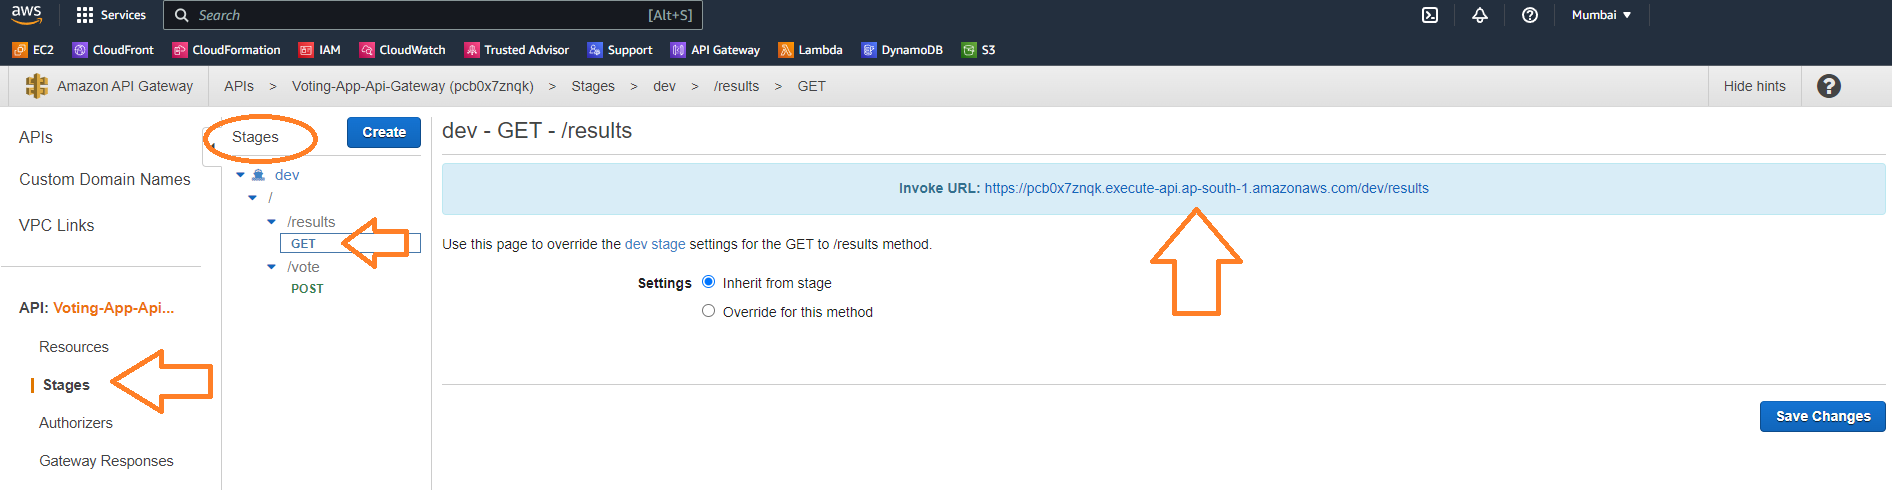 aws Services Search [Alt+S] Mumbai
EC2 CloudFront CloudFormation IAM CloudWatch Trusted Advisor Support API Gateway Lambda DynamoDB S3
Amazon API Gateway APIs > Voting-App-Api-Gateway (pcb0x7znqk) > Stages > dev > /results > GET Hide hints ?
APIs
Custom Domain Names
VPC Links
API: Voting-App-Api...
Resources
Stages
Authorizers
Gateway Responses
Stages Create
dev
/
/results
GET
/vote
POST
dev - GET - /results
Invoke URL: https://pcb0x7znqk.execute-api.ap-south-1.amazonaws.com/dev/results
Use this page to override the dev stage settings for the GET to /results method.
Settings Inherit from stage
Override for this method
Save Changes